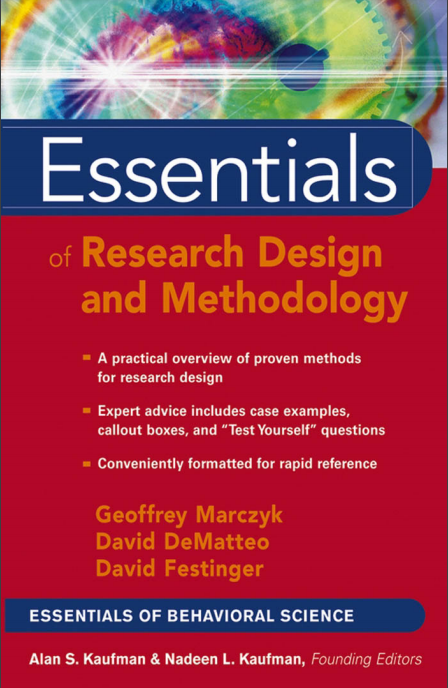 Essentials
of Research Design
and Methodology
A practical overview of proven methods
for research design
Expert advice includes case examples,
callout boxes, and “Test Yourself” questions
Conveniently formatted for rapid reference
Geoffrey Marczyk
David DeMatteo
David Festinger
ESSENTIALS OF BEHAVIORAL SCIENCE
Alan S. Kaufman & Nadeen L. Kaufman, Founding Editors